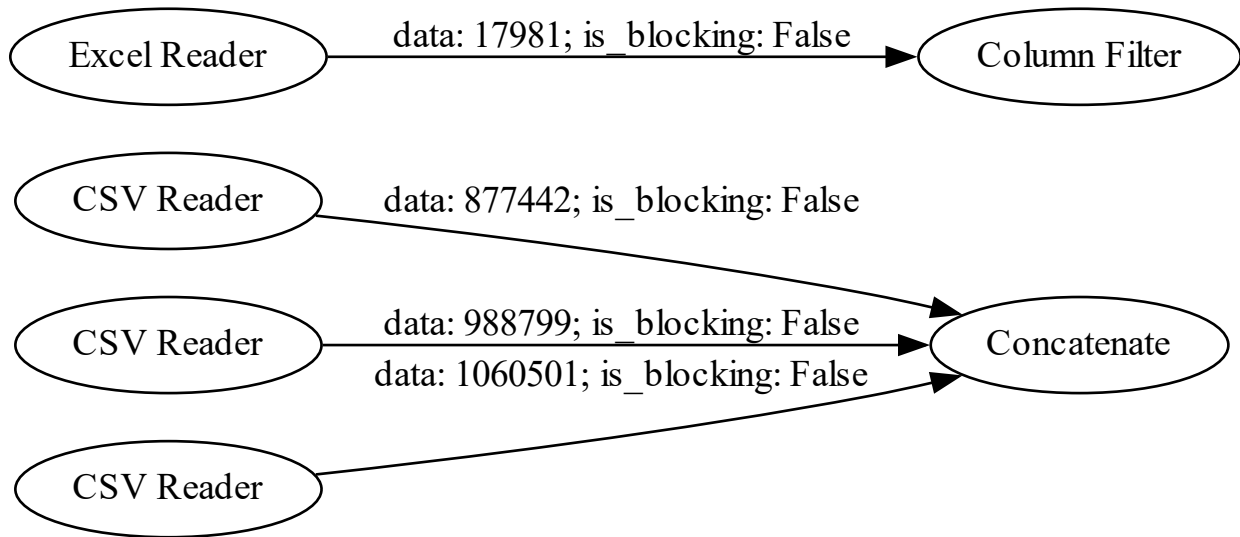 Excel Reader
data: 17981; is_blocking: False
Column Filter
CSV Reader
data: 877442; is_blocking: False
CSV Reader
data: 988799; is_blocking: False
Concatenate
data: 1060501; is_blocking: False
CSV Reader